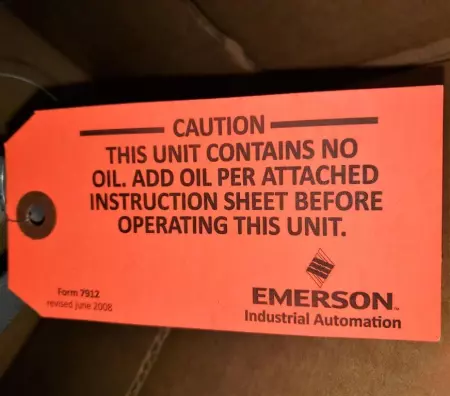 CAUTION
THIS UNIT CONTAINS NO
OIL. ADD OIL PER ATTACHED
INSTRUCTION SHEET BEFORE
OPERATING THIS UNIT.
Form 7912
revised june 2008
EMERSON™
Industrial Automation